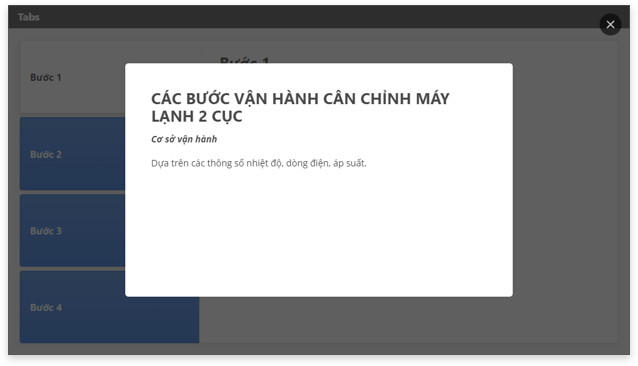 Tabs
Bước 1
Bước 1
CÁC BƯỚC VẬN HÀNH CÂN CHỈNH MÁY
LẠNH 2 CỤC
Cơ sở vận hành
Bước 2
Dựa trên các thông số nhiệt độ, dòng điện, áp suất.
Bước 3
Bước 4